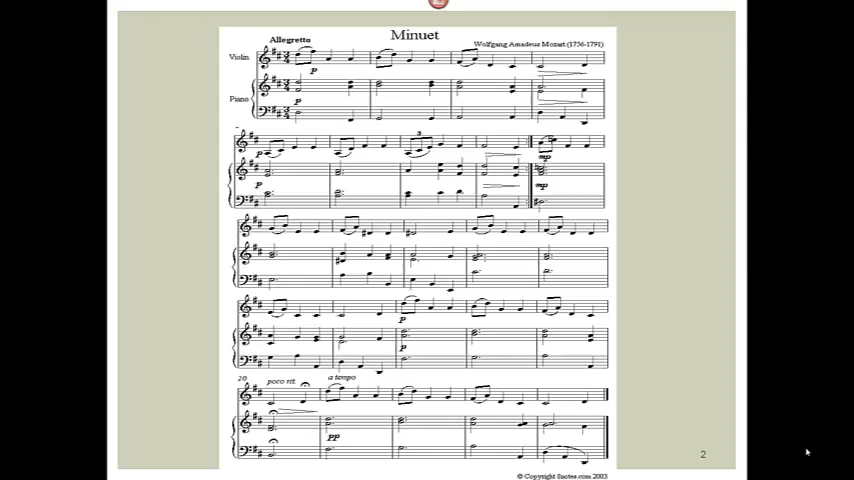 Minuet
Allegretto
Wolfgang Amadeus Mozart (1756-1791)
Violin
p
Piano
p
3
p
mp
p
mp
p
p
20
poco rit.
a tempo
pp
2
© Copyright 8notes.com 2003